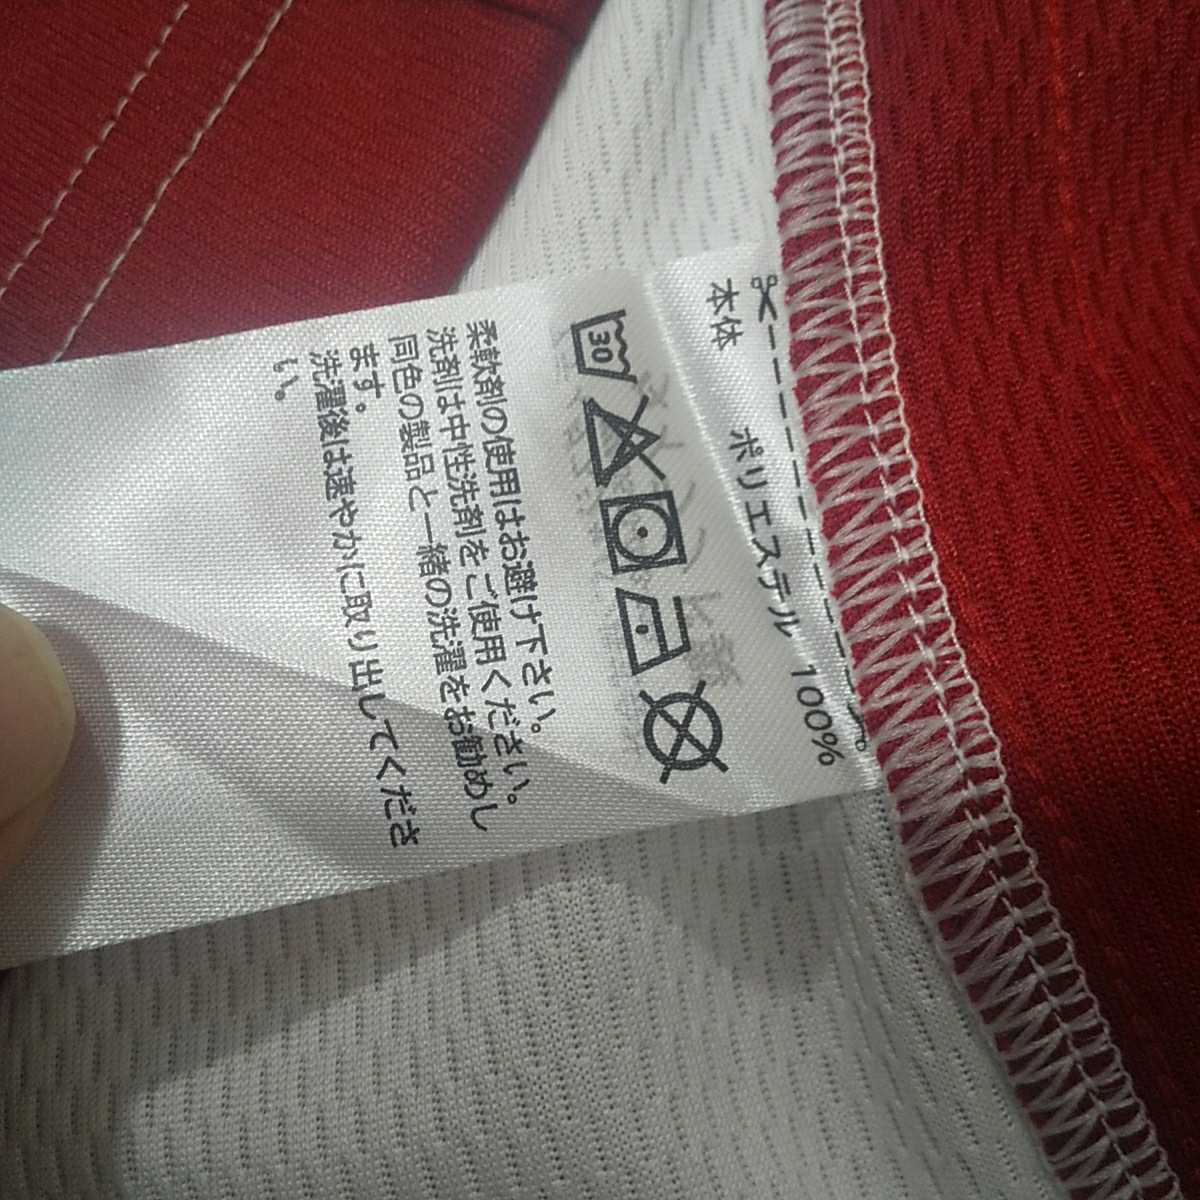 本体 ポリエステル 100%
30
柔軟剤の使用はお避け下さい。
洗剤は中性洗剤をご使用ください。
同色の製品と一緒の洗濯をお勧めし
ます。
洗濯後は速やかに取り出してくださ
い。